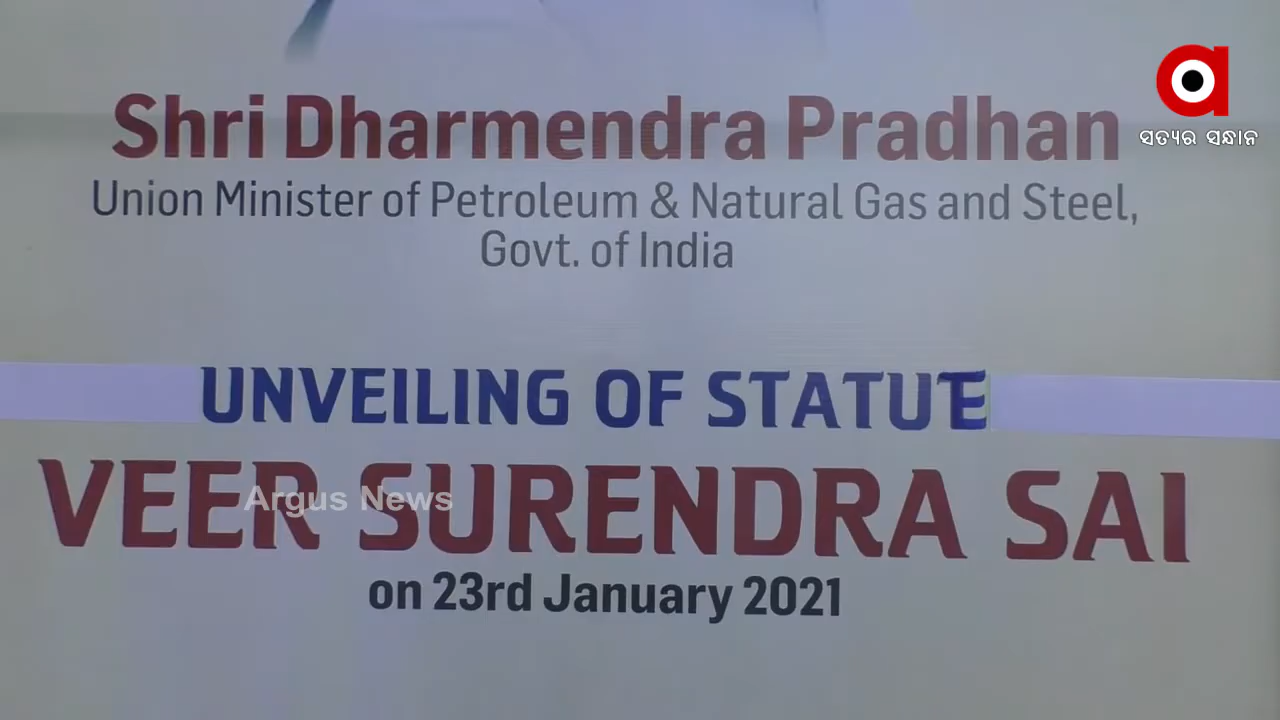 Shri Dharmendra Pradhan
ସତ୍ୟର ସନ୍ଧାନ
Union Minister of Petroleum & Natural Gas and Steel,
Govt. of India
UNVEILING OF STATUE
VEER SURENDRA SAI
Argus News
on 23rd January 2021